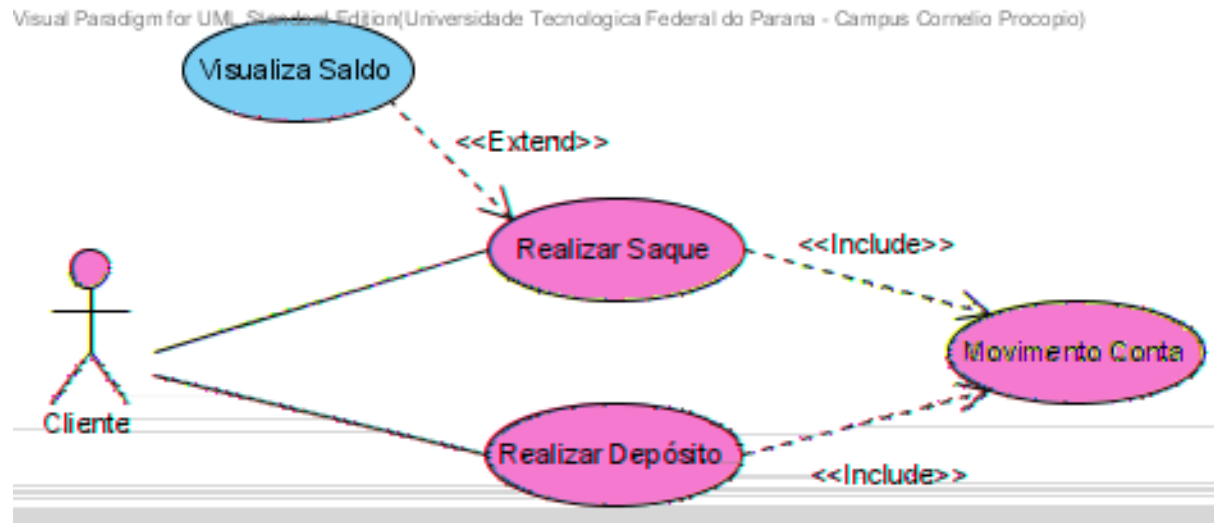 Visual Paradigm for UML Standard Edition(Universidade Tecnologica Federal do Parana - Campus Cornelio Procopio)
Visualiza Saldo
<<Extend>>
Realizar Saque
<<Include>>
Movimento Conta
Cliente
Realizar Depósito
<<Include>>